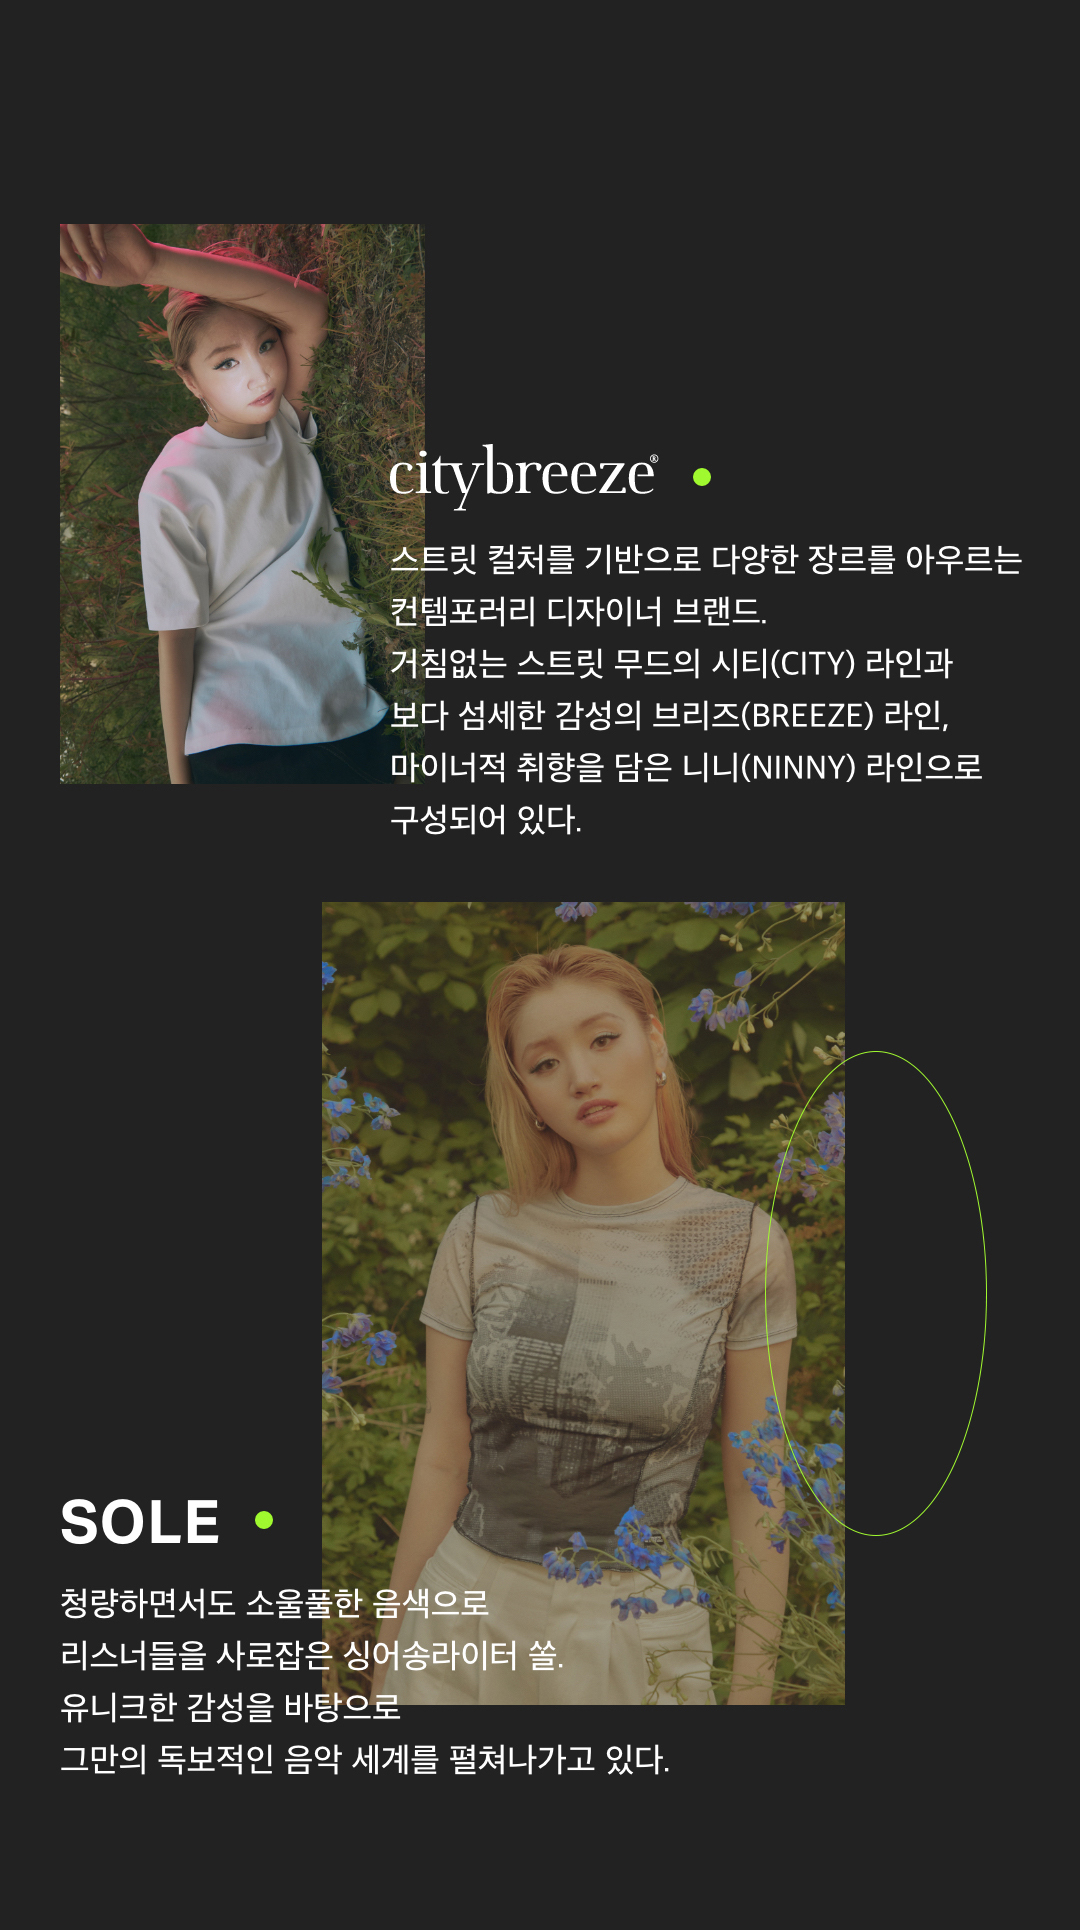 citybreeze®
스트릿 컬처를 기반으로 다양한 장르를 아우르는
컨템포러리 디자이너 브랜드.
거침없는 스트릿 무드의 시티(CITY) 라인과
보다 섬세한 감성의 브리즈(BREEZE) 라인,
마이너적 취향을 담은 니니(NINNY) 라인으로
구성되어 있다.
SOLE
청량하면서도 소울풀한 음색으로
리스너들을 사로잡은 싱어송라이터 쏠.
유니크한 감성을 바탕으로
그만의 독보적인 음악 세계를 펼쳐나가고 있다.